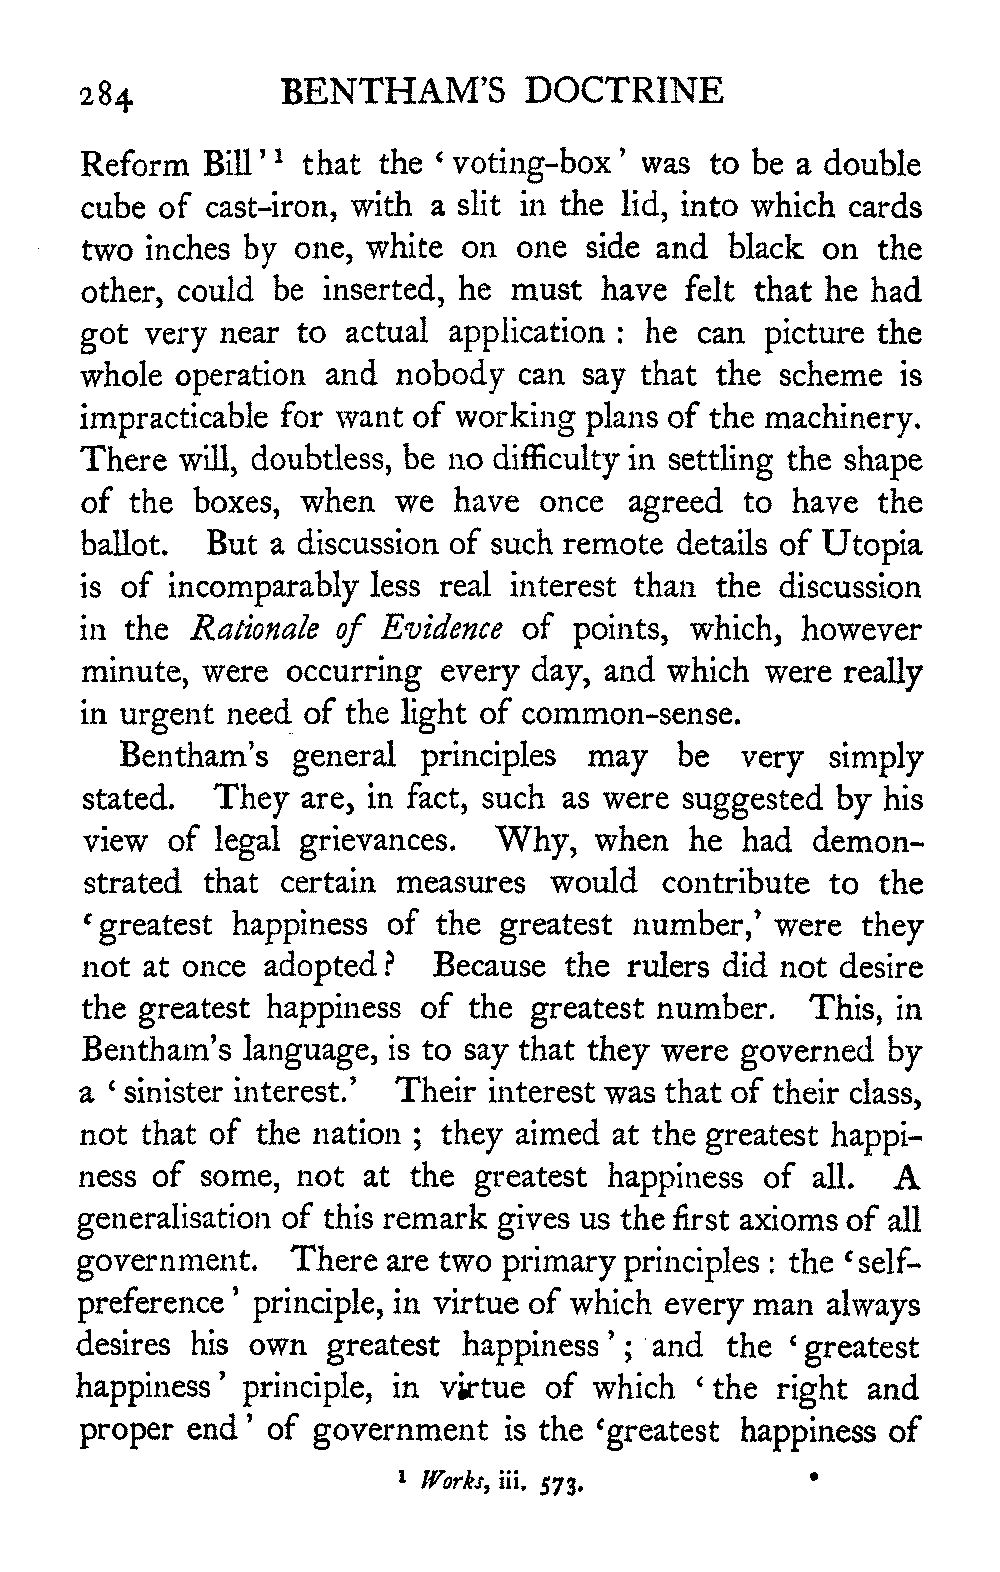 284 BENTHAM'S DOCTRINE
Reform Bill' ¹ that the ' voting-box ' was to be a double
cube of cast-iron, with a slit in the lid, into which cards
two inches by one, white on one side and black on the
other, could be inserted, he must have felt that he had
got very near to actual application : he can picture the
whole operation and nobody can say that the scheme is
impracticable for want of working plans of the machinery.
There will, doubtless, be no difficulty in settling the shape
of the boxes, when we have once agreed to have the
ballot. But a discussion of such remote details of Utopia
is of incomparably less real interest than the discussion
in the Rationale of Evidence of points, which, however
minute, were occurring every day, and which were really
in urgent need of the light of common-sense.
Bentham's general principles may be very simply
stated. They are, in fact, such as were suggested by his
view of legal grievances. Why, when he had demon-
strated that certain measures would contribute to the
'greatest happiness of the greatest number,' were they
not at once adopted? Because the rulers did not desire
the greatest happiness of the greatest number. This, in
Bentham's language, is to say that they were governed by
a ' sinister interest.' Their interest was that of their class,
not that of the nation ; they aimed at the greatest happi-
ness of some, not at the greatest happiness of all. A
generalisation of this remark gives us the first axioms of all
government. There are two primary principles : the 'self-
preference ' principle, in virtue of which every man always
desires his own greatest happiness ' ; and the ' greatest
happiness ' principle, in virtue of which ' the right and
proper end ' of government is the 'greatest happiness of
¹ Works, iii. 573.